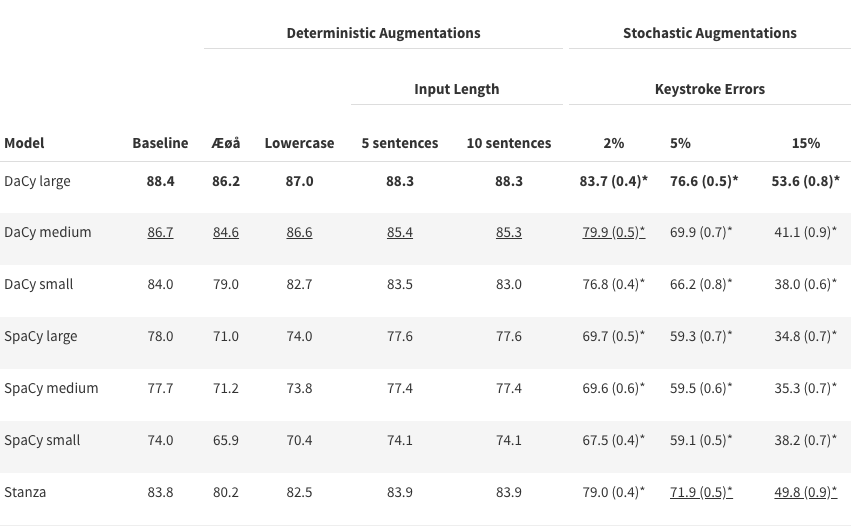 Deterministic Augmentations Stochastic Augmentations
Input Length Keystroke Errors
Model Baseline Æøå Lowercase 5 sentences 10 sentences 2% 5% 15%
DaCy large 88.4 86.2 87.0 88.3 88.3 83.7 (0.4)* 76.6 (0.5)* 53.6 (0.8)*
DaCy medium 86.7 84.6 86.6 85.4 85.3 79.9 (0.5)* 69.9 (0.7)* 41.1 (0.9)*
DaCy small 84.0 79.0 82.7 83.5 83.0 76.8 (0.4)* 66.2 (0.8)* 38.0 (0.6)*
SpaCy large 78.0 71.0 74.0 77.6 77.6 69.7 (0.5)* 59.3 (0.7)* 34.8 (0.7)*
SpaCy medium 77.7 71.2 73.8 77.4 77.4 69.6 (0.6)* 59.5 (0.6)* 35.3 (0.7)*
SpaCy small 74.0 65.9 70.4 74.1 74.1 67.5 (0.4)* 59.1 (0.5)* 38.2 (0.7)*
Stanza 83.8 80.2 82.5 83.9 83.9 79.0 (0.4)* 71.9 (0.5)* 49.8 (0.9)*